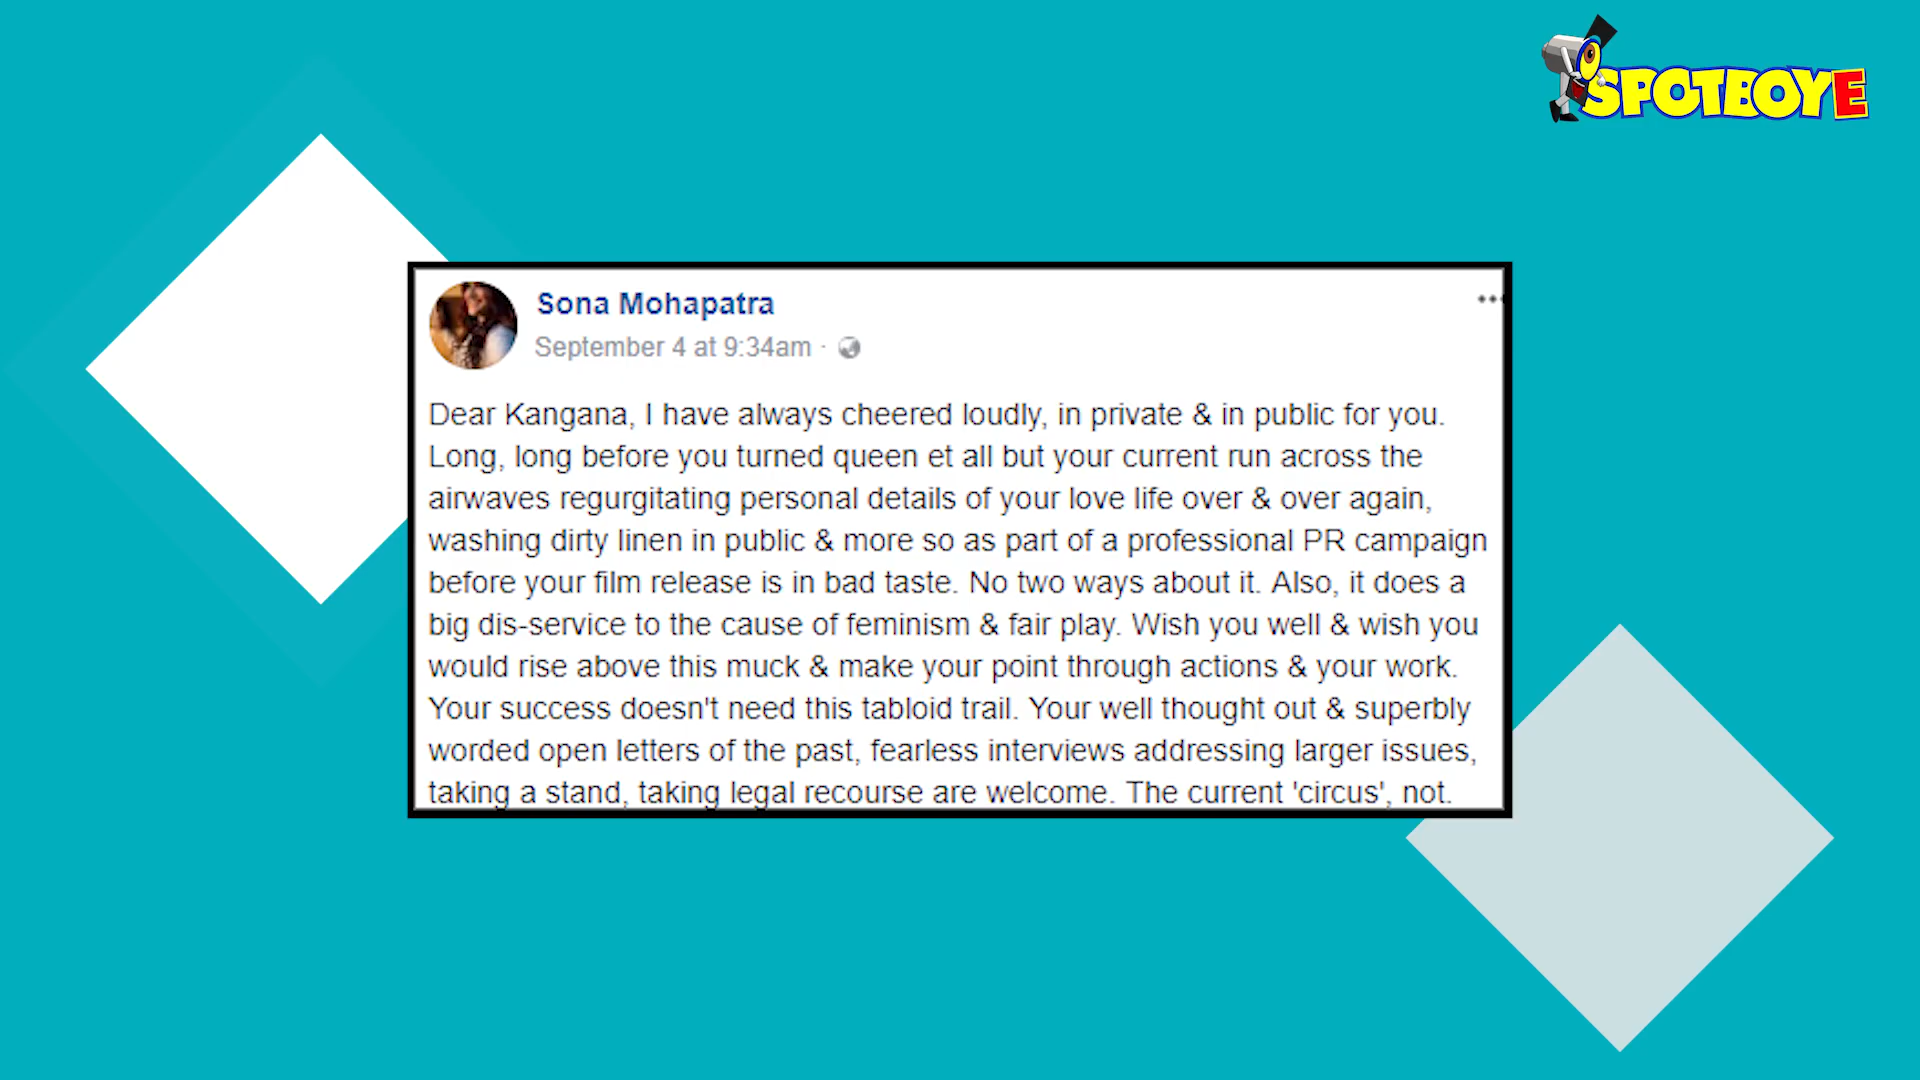 SPOTBOYE
Sona Mohapatra
September 4 at 9:34am ·
Dear Kangana, I have always cheered loudly, in private & in public for you.
Long, long before you turned queen et all but your current run across the
airwaves regurgitating personal details of your love life over & over again,
washing dirty linen in public & more so as part of a professional PR campaign
before your film release is in bad taste. No two ways about it. Also, it does a
big dis-service to the cause of feminism & fair play. Wish you well & wish you
would rise above this muck & make your point through actions & your work.
Your success doesn't need this tabloid trail. Your well thought out & superbly
worded open letters of the past, fearless interviews addressing larger issues,
taking a stand, taking legal recourse are welcome. The current 'circus', not.